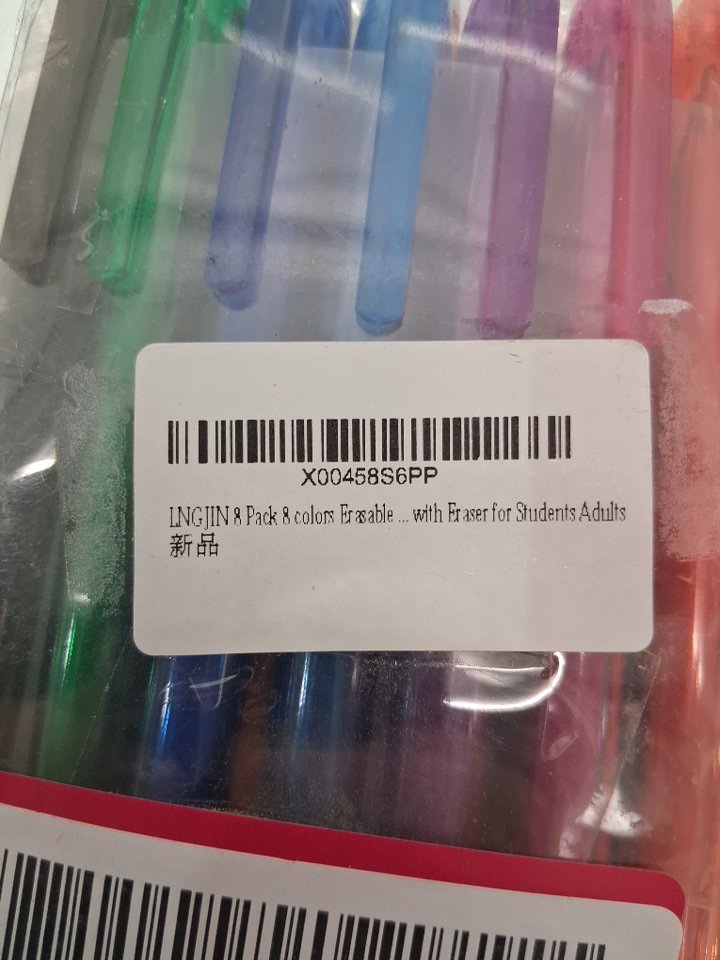 X00458S6PP
LNGJIN 8 Pack 8 colors Erasable ... with Eraser for Students Adults
新品